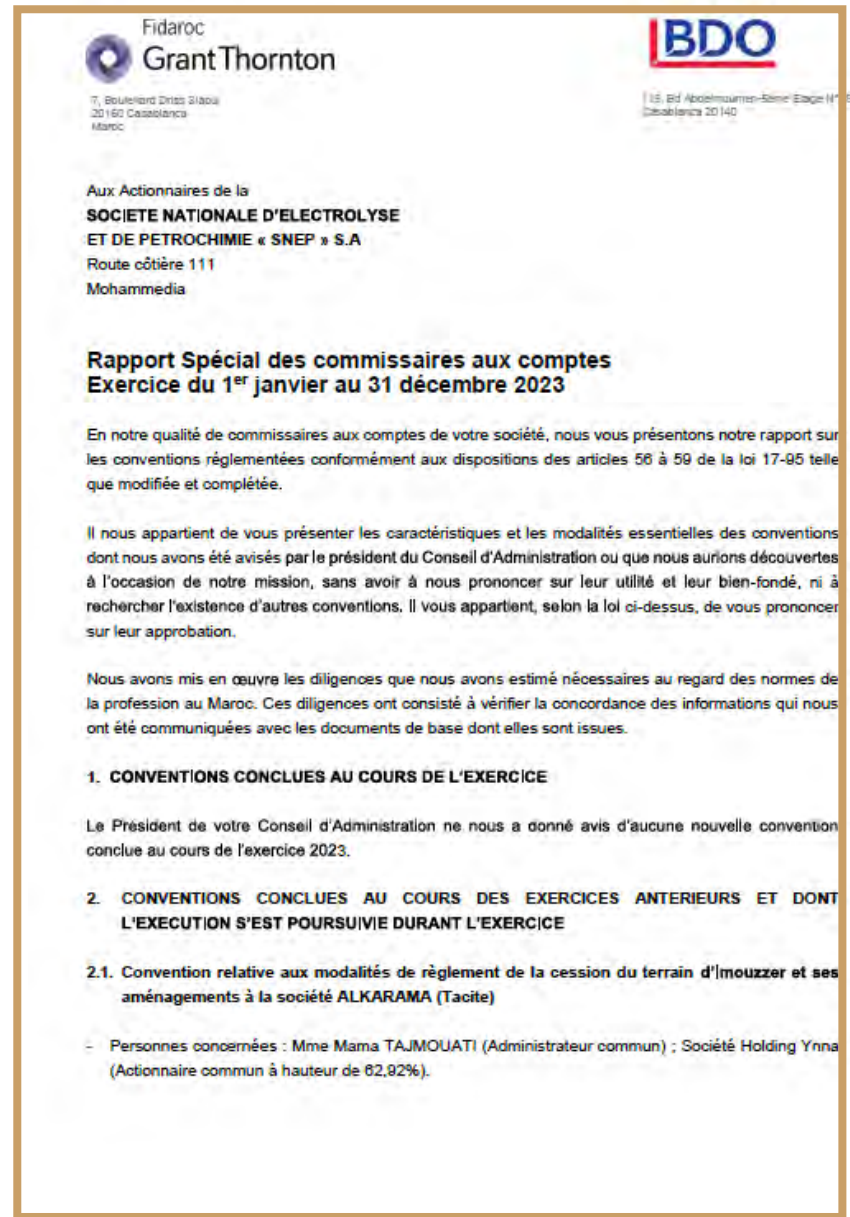 Fidaroc
Grant Thornton
BDO
7, Boulevard Driss Slaoui
20160 Casablanca
Maroc
Bd Abdelmoumen-5ème Etage N°
Casablanca 20140
Aux Actionnaires de la
SOCIETE NATIONALE D'ELECTROLYSE
ET DE PETROCHIMIE « SNEP » S.A
Route côtière 111
Mohammedia
Rapport Spécial des commissaires aux comptes
Exercice du 1er janvier au 31 décembre 2023
En notre qualité de commissaires aux comptes de votre société, nous vous présentons notre rapport sur
les conventions réglementées conformément aux dispositions des articles 56 à 59 de la loi 17-95 telle
que modifiée et complétée.
Il nous appartient de vous présenter les caractéristiques et les modalités essentielles des conventions
dont nous avons été avisés par le président du Conseil d'Administration ou que nous aurions découvertes
à l'occasion de notre mission, sans avoir à nous prononcer sur leur utilité et leur bien-fondé, ni à
rechercher l'existence d'autres conventions. Il vous appartient, selon la loi ci-dessus, de vous prononcer
sur leur approbation.
Nous avons mis en œuvre les diligences que nous avons estimé nécessaires au regard des normes de
la profession au Maroc. Ces diligences ont consisté à vérifier la concordance des informations qui nous
ont été communiquées avec les documents de base dont elles sont issues.
1. CONVENTIONS CONCLUES AU COURS DE L'EXERCICE
Le Président de votre Conseil d'Administration ne nous a donné avis d'aucune nouvelle convention
conclue au cours de l'exercice 2023.
2. CONVENTIONS CONCLUES AU COURS DES EXERCICES ANTERIEURS ET DONT
L'EXECUTION S'EST POURSUIVIE DURANT L'EXERCICE
2.1. Convention relative aux modalités de règlement de la cession du terrain d'Imouzzer et ses
aménagements à la société ALKARAMA (Tacite)
- Personnes concernées : Mme Mama TAJMOUATI (Administrateur commun) ; Société Holding Ynna
(Actionnaire commun à hauteur de 62,92%).